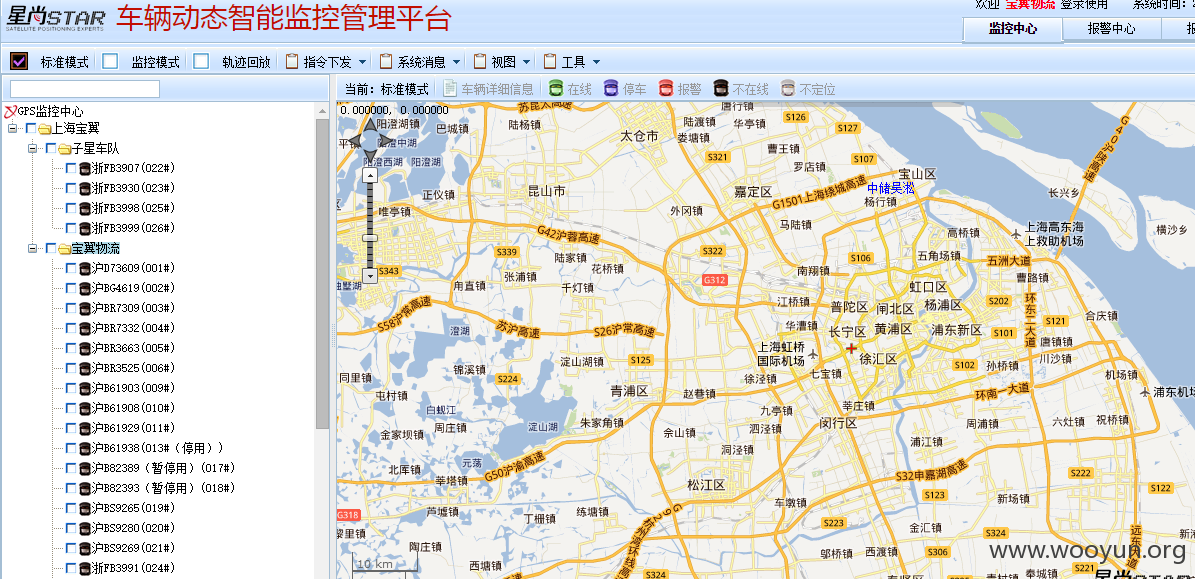 星尚STAR
SATELLITE POSITIONING EXPERTS
车辆动态智能监控管理平台
欢迎 宝翼物流 登录使用 系统时间:
监控中心
报警中心
标准模式
监控模式
轨迹回放
指令下发
系统消息
视图
工具
当前: 标准模式
车辆详细信息
在线
停车
报警
不在线
不定位
GPS监控中心
上海宝翼
子星车队
浙FB3907(022#)
浙FB3930(023#)
浙FB3998(025#)
浙FB3999(026#)
宝翼物流
沪D73609(001#)
沪BG4619(002#)
沪BR7309(003#)
沪BR7332(004#)
沪BR3663(005#)
沪BR3525(006#)
沪B61903(009#)
沪B61908(010#)
沪B61929(011#)
沪B61938(013#（停用）)
沪B82389（暂停用）(017#)
沪B82393（暂停用）(018#)
沪BS9265(019#)
沪BS9280(020#)
沪BS9269(021#)
浙FB3991(024#)
0.000000, 0.000000
阳澄湖镇
巴城镇
陆杨镇
苏昆太高速
太仓市
陆渡镇
娄塘镇
闵行镇
华亭镇
S126
S127
G40沪陕高速
阳澄中湖
阳澄西湖
阳澄湖
曹王镇
S321
罗店镇
S107
宝山区
中储吴淞
杨行镇
长兴乡
正仪镇
昆山市
嘉定区
G1501上海绕城高速
唯亭镇
外冈镇
马陆镇
高桥镇
上海高东海上救助机场
横沙乡
G42沪蓉高速
S339
陆家镇
S322
S106
五角场镇
五洲大道
S343
张浦镇
花桥镇
G312
南翔镇
曹路镇
甪直镇
千灯镇
虹口区
S58沪常高速
江桥镇
普陀区
闸北区
杨浦区
S202
环东二大道
合庆镇
澄湖
苏沪高速
S26沪常高速
华漕镇
长宁区
黄浦区
浦东新区
S101
S121
唐镇镇
上海虹桥国际机场
徐汇区
川沙镇
锦溪镇
淀山湖镇
S125
S102
孙桥镇
同里镇
S224
徐泾镇
七宝镇
机场镇
屯村镇
青浦区
赵巷镇
环南一大道
浦东机场
白蚬江
九亭镇
莘庄镇
周庄镇
淀山湖
朱家角镇
闵行区
周浦镇
六灶镇
祝桥镇
金家坝镇
佘山镇
泗泾镇
浦江镇
北厍镇
元荡
G50沪渝高速
洞泾镇
S32申嘉湖高速
S222
莘塔镇
松江区
S123
S122
G318
芦墟镇
丁栅镇
练塘镇
车墩镇
新场镇
黎里镇
S223
金汇镇
S324
陶庄镇
邬桥镇
西渡镇
S306
10 km
西塘镇
S324
奉城镇
S221
www.wooyun.org